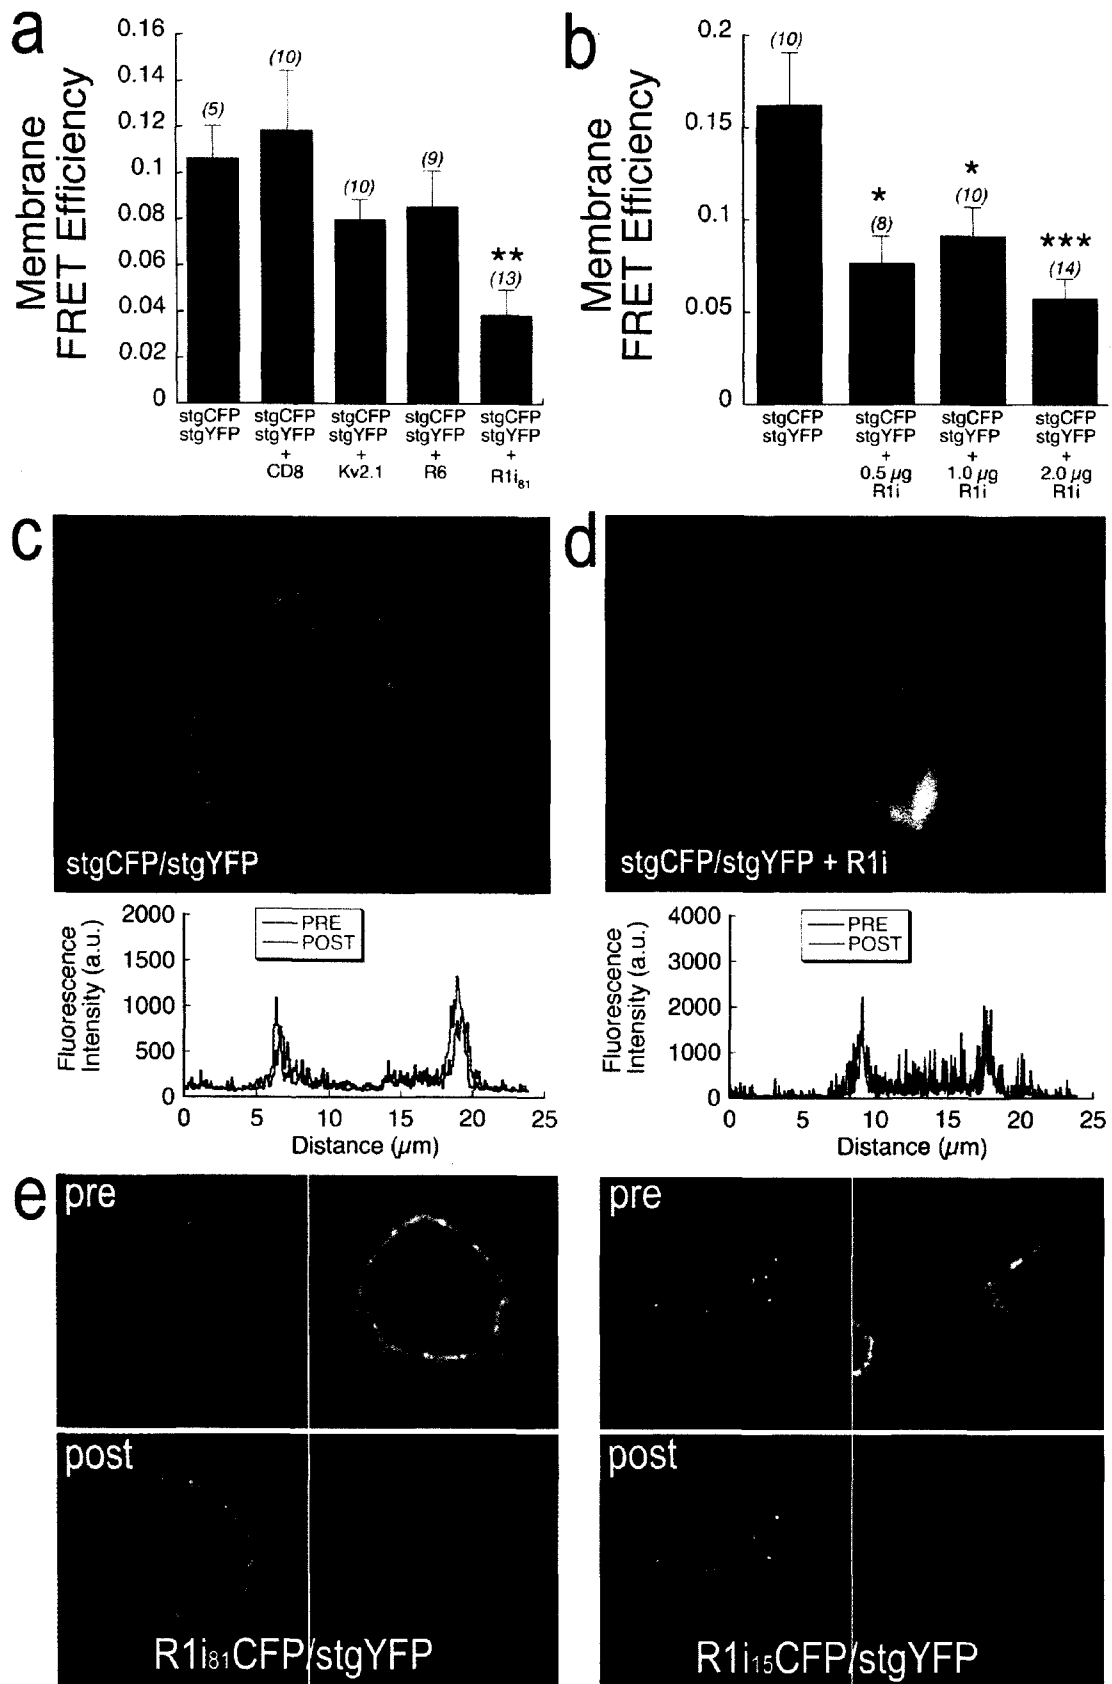 a
Membrane
FRET Efficiency
0.16
0.14
0.12
0.1
0.08
0.06
0.04
0.02
0
(5)
(10)
(10)
(9)
**
(13)
stgCFP
stgYFP
stgCFP
stgYFP
+
CD8
stgCFP
stgYFP
+
Kv2.1
stgCFP
stgYFP
+
R6
stgCFP
stgYFP
+
R1i81
b
Membrane
FRET Efficiency
0.2
0.15
0.1
0.05
0
(10)
*
(8)
*
(10)
***
(14)
stgCFP
stgYFP
stgCFP
stgYFP
+
0.5 µg
R1i
stgCFP
stgYFP
+
1.0 µg
R1i
stgCFP
stgYFP
+
2.0 µg
R1i
c
stgCFP/stgYFP
Fluorescence
Intensity (a.u.)
2000
1500
1000
500
0
PRE
POST
0 5 10 15 20 25
Distance (µm)
d
stgCFP/stgYFP + R1i
Fluorescence
Intensity (a.u.)
4000
3000
2000
1000
0
PRE
POST
0 5 10 15 20 25
Distance (µm)
e
pre
post
R1i81CFP/stgYFP
pre
post
R1i15CFP/stgYFP